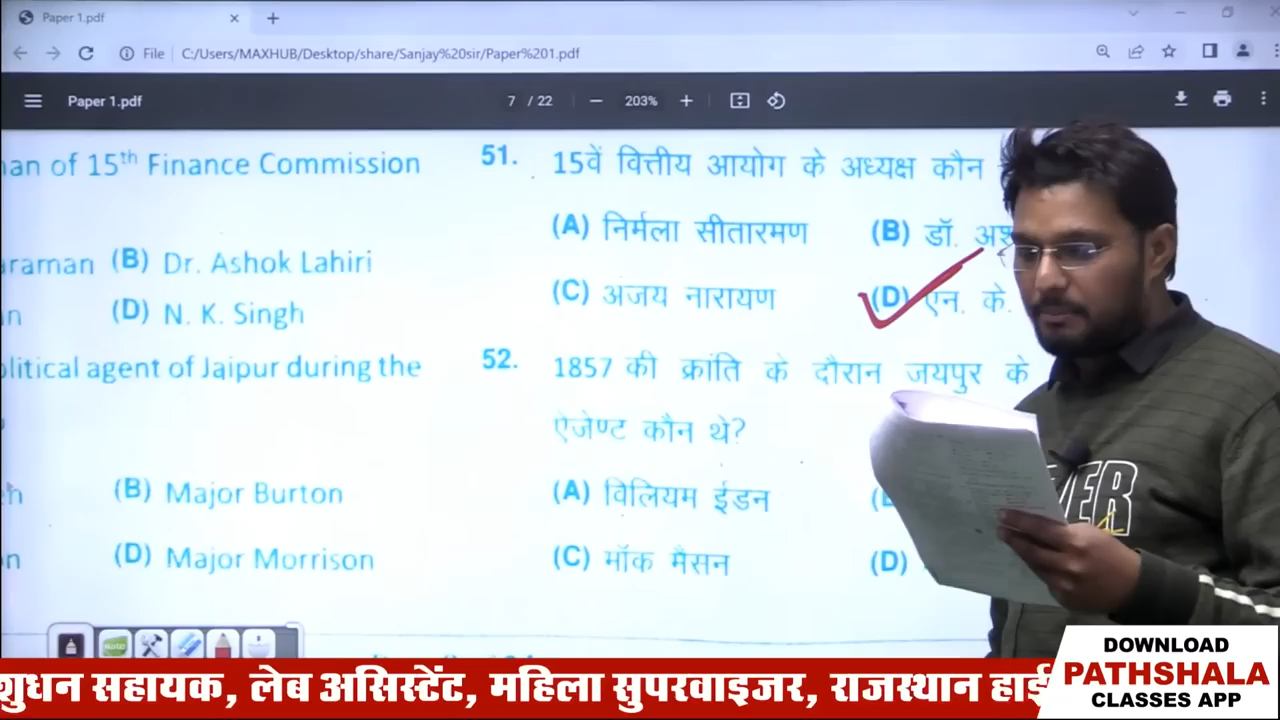 Paper 1.pdf
File C:/Users/MAXHUB/Desktop/share/Sanjay%20sir/Paper%201.pdf
Paper 1.pdf 7 / 22 203%
an of 15th Finance Commission
araman (B) Dr. Ashok Lahiri
n (D) N. K. Singh
olitical agent of Jaipur during the
(B) Major Burton
on (D) Major Morrison
51. 15वें वित्तीय आयोग के अध्यक्ष कौन
(A) निर्मला सीतारमण (B) डॉ.
(C) अजय नारायण (D) एन. के.
52. 1857 की क्रांति के दौरान जयपुर के
ऐजेण्ट कौन थे?
(A) विलियम ईडन
(C) मॉक मैसन (D)
VER
शुधन सहायक, लेब असिस्टेंट, महिला सुपरवाइजर, राजस्थान हाई
DOWNLOAD
PATHSHALA
CLASSES APP